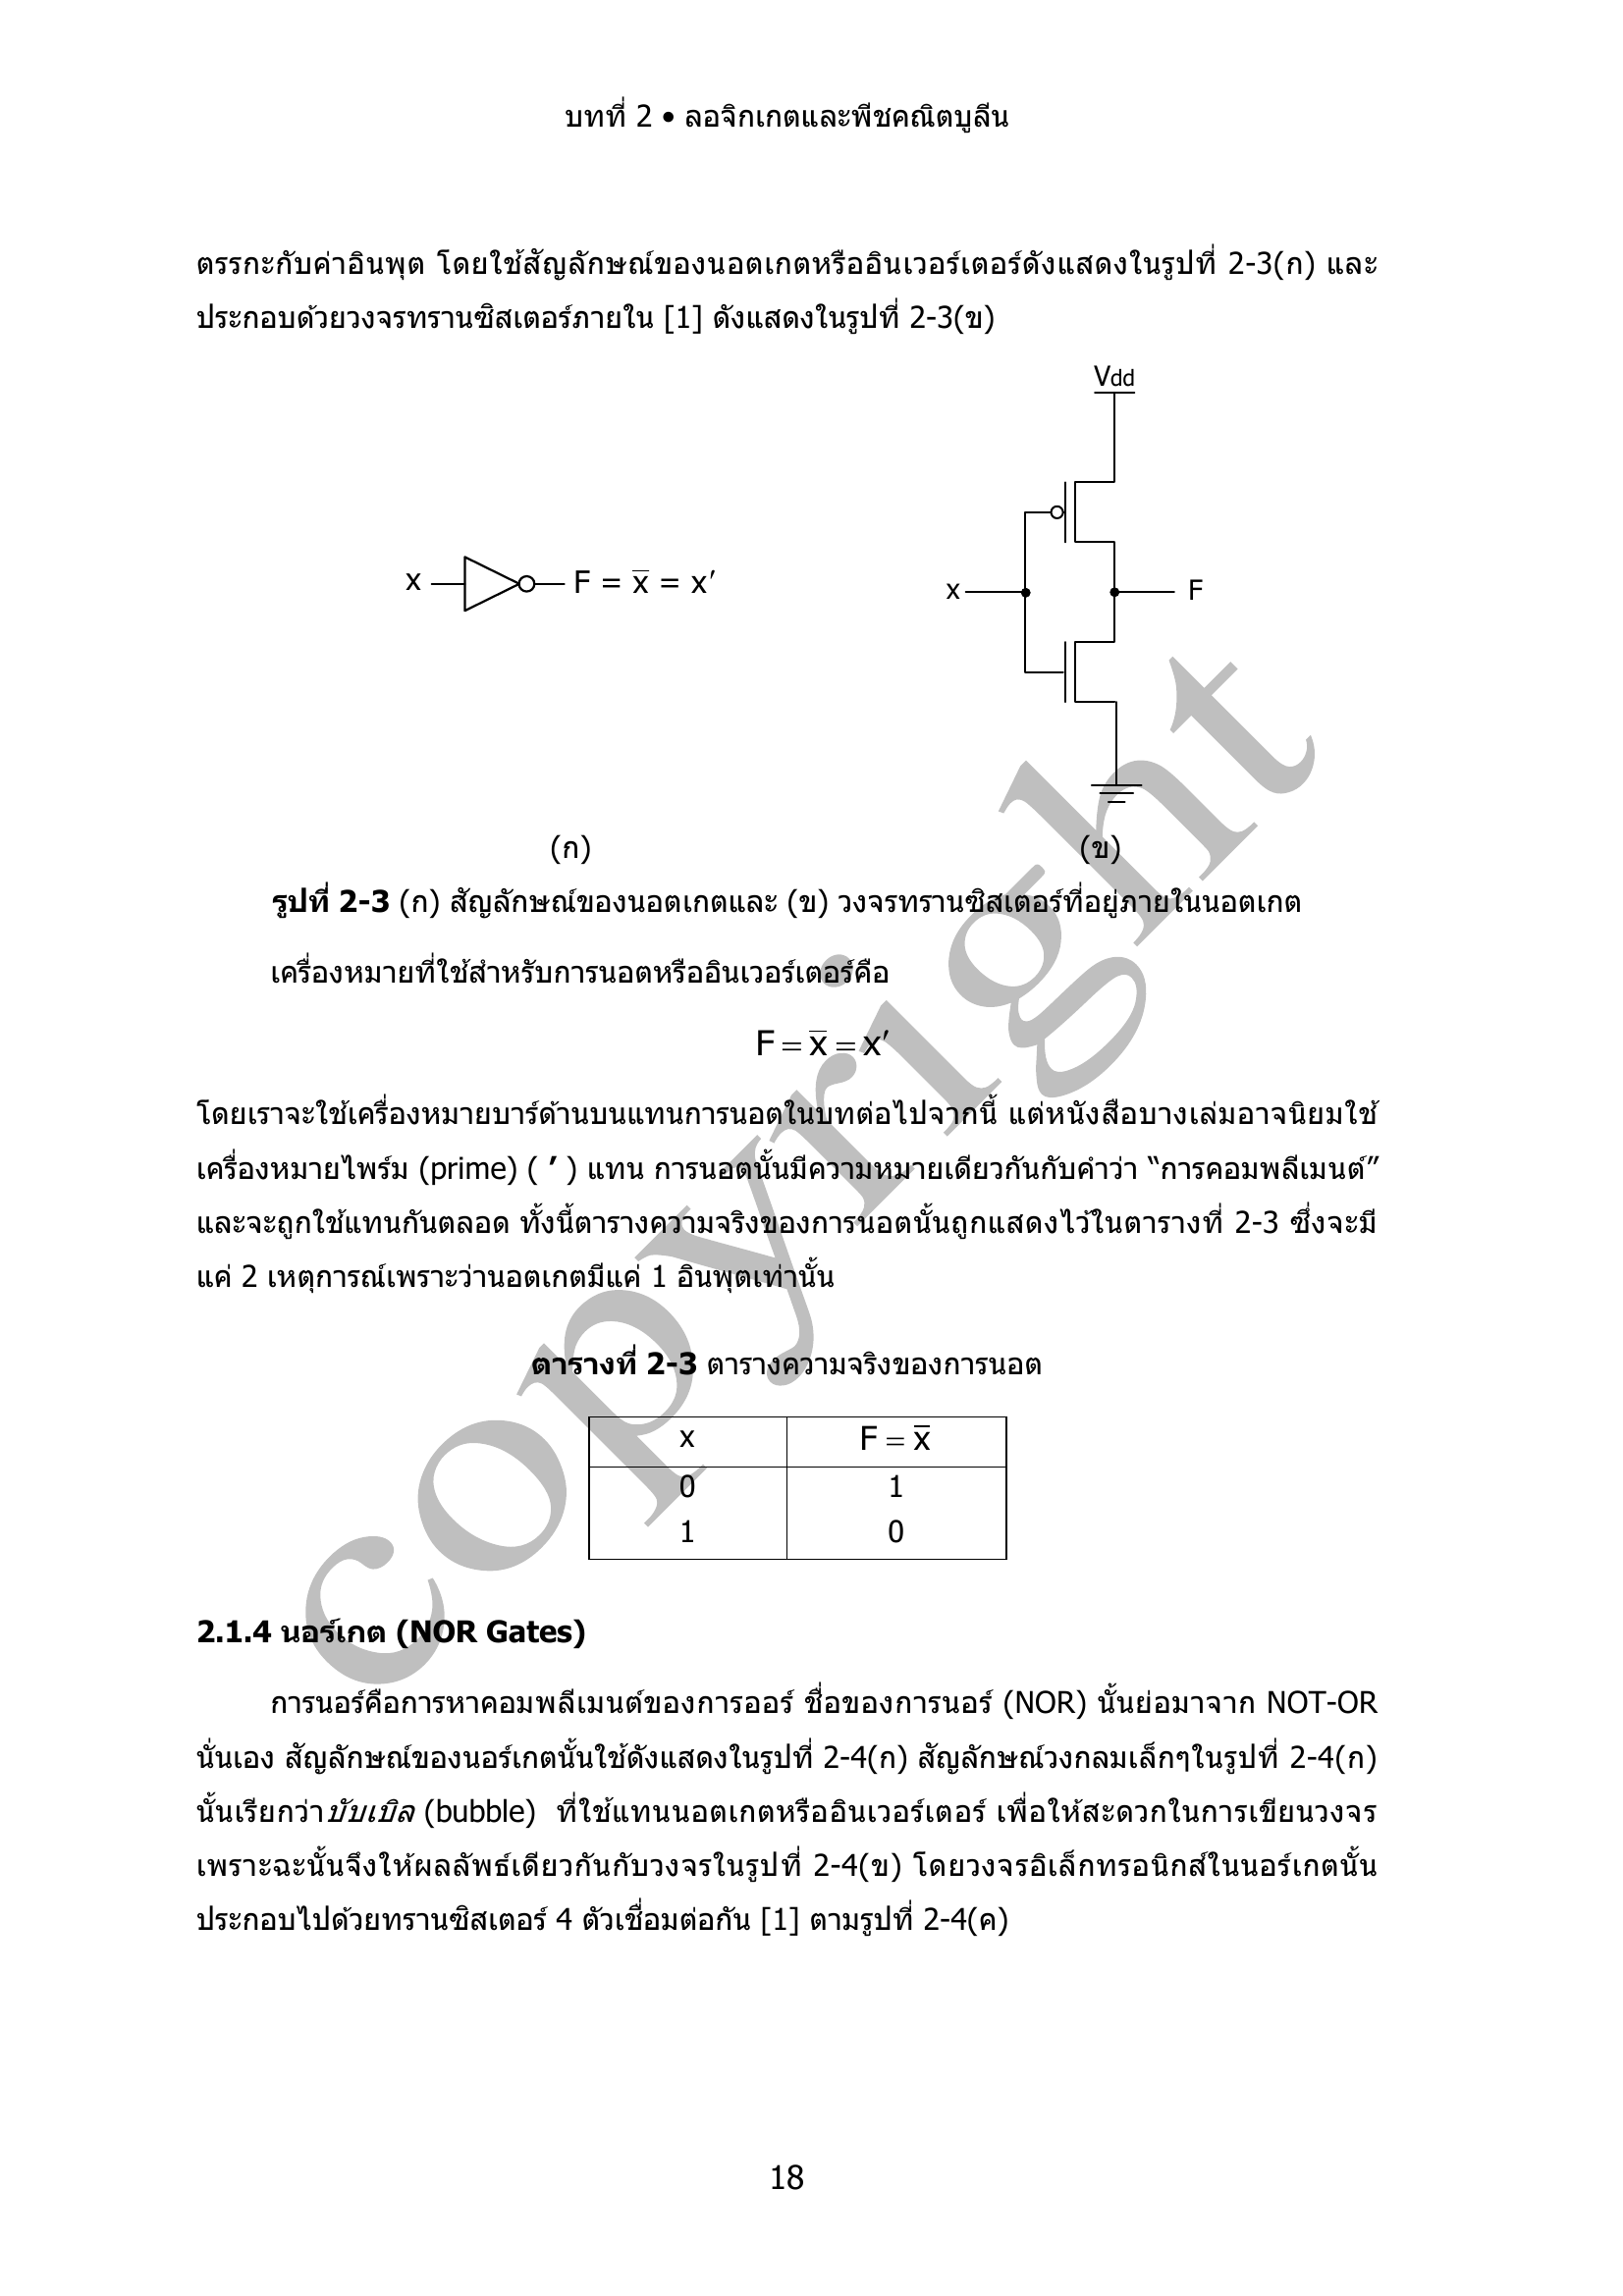 บทที่ 2 • ลอจิกเกตและพีชคณิตบูลีน
ตรรกะกับค่าอินพุต โดยใช้สัญลักษณ์ของนอตเกตหรืออินเวอร์เตอร์ดังแสดงในรูปที่ 2-3(ก) และ
ประกอบด้วยวงจรทรานซิสเตอร์ภายใน [1] ดังแสดงในรูปที่ 2-3(ข)
Vdd
x F = x̅ = x′
x F
(ก) (ข)
รูปที่ 2-3 (ก) สัญลักษณ์ของนอตเกตและ (ข) วงจรทรานซิสเตอร์ที่อยู่ภายในนอตเกต
เครื่องหมายที่ใช้สำหรับการนอตหรืออินเวอร์เตอร์คือ
F = x̅ = x′
โดยเราจะใช้เครื่องหมายบาร์ด้านบนแทนการนอตในบทต่อไปจากนี้ แต่หนังสือบางเล่มอาจนิยมใช้
เครื่องหมายไพร์ม (prime) ( ′ ) แทน การนอตนั้นมีความหมายเดียวกันกับคำว่า “การคอมพลีเมนต์”
และจะถูกใช้แทนกันตลอด ทั้งนี้ตารางความจริงของการนอตนั้นถูกแสดงไว้ในตารางที่ 2-3 ซึ่งจะมี
แค่ 2 เหตุการณ์เพราะว่านอตเกตมีแค่ 1 อินพุตเท่านั้น
ตารางที่ 2-3 ตารางความจริงของการนอต
x F = x̅
0 1
1 0
2.1.4 นอร์เกต (NOR Gates)
การนอร์คือการหาคอมพลีเมนต์ของการออร์ ชื่อของการนอร์ (NOR) นั้นย่อมาจาก NOT-OR
นั่นเอง สัญลักษณ์ของนอร์เกตนั้นใช้ดังแสดงในรูปที่ 2-4(ก) สัญลักษณ์วงกลมเล็กๆในรูปที่ 2-4(ก)
นั้นเรียกว่าบับเบิล (bubble) ที่ใช้แทนนอตเกตหรืออินเวอร์เตอร์ เพื่อให้สะดวกในการเขียนวงจร
เพราะฉะนั้นจึงให้ผลลัพธ์เดียวกันกับวงจรในรูปที่ 2-4(ข) โดยวงจรอิเล็กทรอนิกส์ในนอร์เกตนั้น
ประกอบไปด้วยทรานซิสเตอร์ 4 ตัวเชื่อมต่อกัน [1] ตามรูปที่ 2-4(ค)
18
copyright